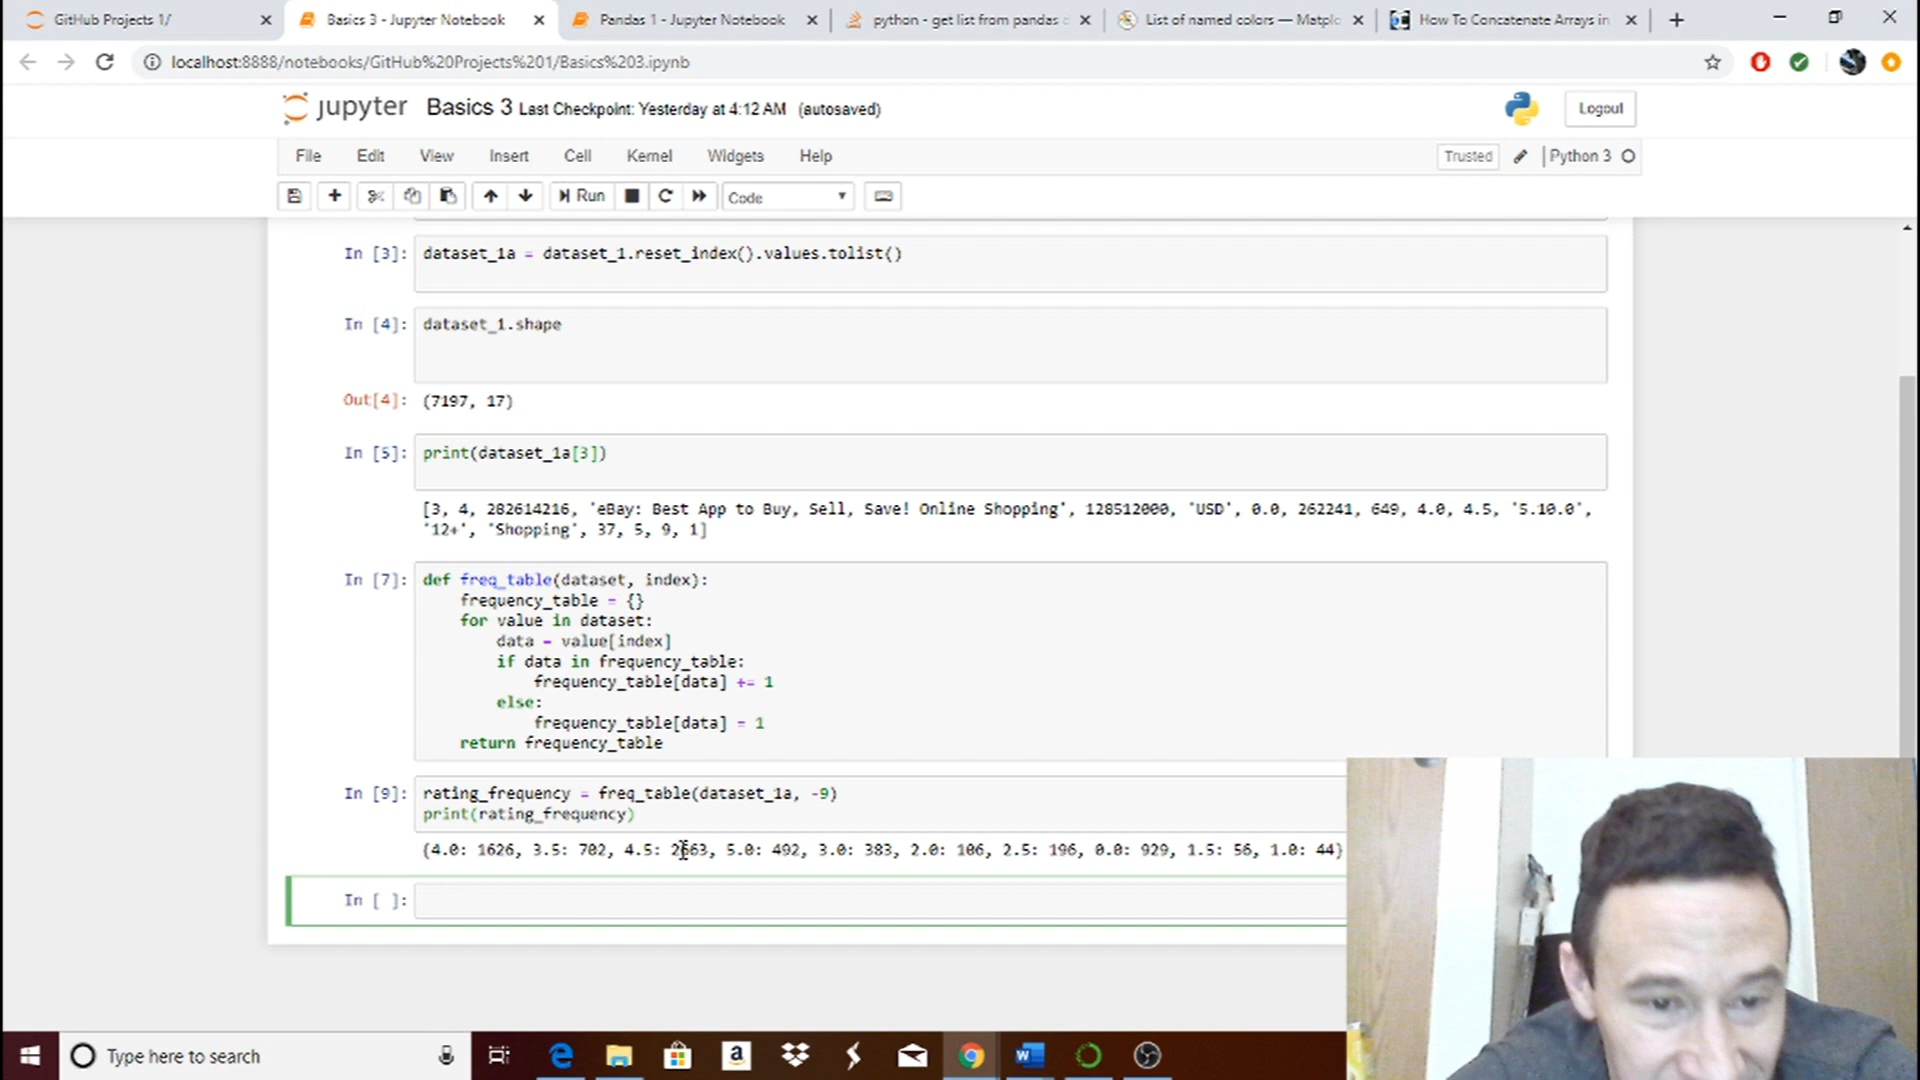 GitHub Projects 1/
Basics 3 - Jupyter Notebook
Pandas 1 - Jupyter Notebook
python - get list from pandas
List of named colors — Matplo
How To Concatenate Arrays in
localhost:8888/notebooks/GitHub%20Projects%201/Basics%203.ipynb
jupyter Basics 3 Last Checkpoint: Yesterday at 4:12 AM (autosaved)
Logout
File Edit View Insert Cell Kernel Widgets Help
Trusted Python 3
Run Code
In [3]: dataset_1a = dataset_1.reset_index().values.tolist()
In [4]: dataset_1.shape
Out[4]: (7197, 17)
In [5]: print(dataset_1a[3])
[3, 4, 282614216, 'eBay: Best App to Buy, Sell, Save! Online Shopping', 128512000, 'USD', 0.0, 262241, 649, 4.0, 4.5, '5.10.0',
'12+', 'Shopping', 37, 5, 9, 1]
In [7]: def freq_table(dataset, index):
frequency_table = {}
for value in dataset:
data = value[index]
if data in frequency_table:
frequency_table[data] += 1
else:
frequency_table[data] = 1
return frequency_table
In [9]: rating_frequency = freq_table(dataset_1a, -9)
print(rating_frequency)
{4.0: 1626, 3.5: 702, 4.5: 2663, 5.0: 492, 3.0: 383, 2.0: 106, 2.5: 196, 0.0: 929, 1.5: 56, 1.0: 44}
In [ ]:
Type here to search